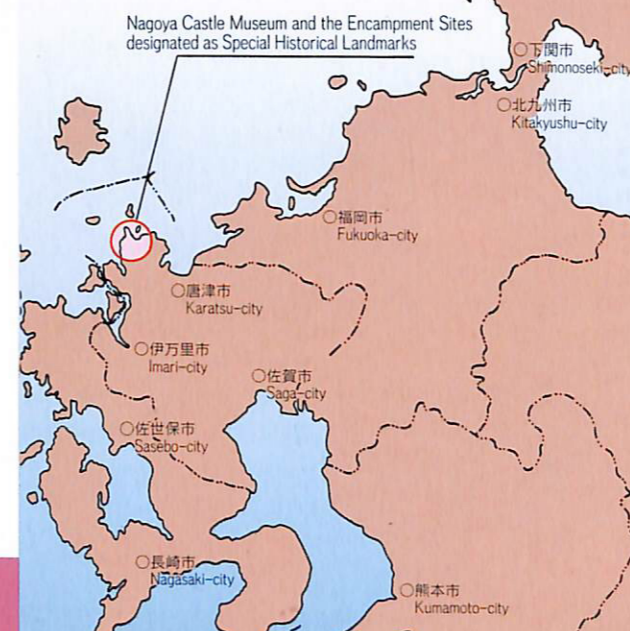 Nagoya Castle Museum and the Encampment Sites
designated as Special Historical Landmarks
○下関市
Shimonoseki-city
○北九州市
Kitakyushu-city
○福岡市
Fukuoka-city
○唐津市
Karatsu-city
○伊万里市
Imari-city
○佐賀市
Saga-city
○佐世保市
Sasebo-city
○長崎市
Nagasaki-city
○熊本市
Kumamoto-city